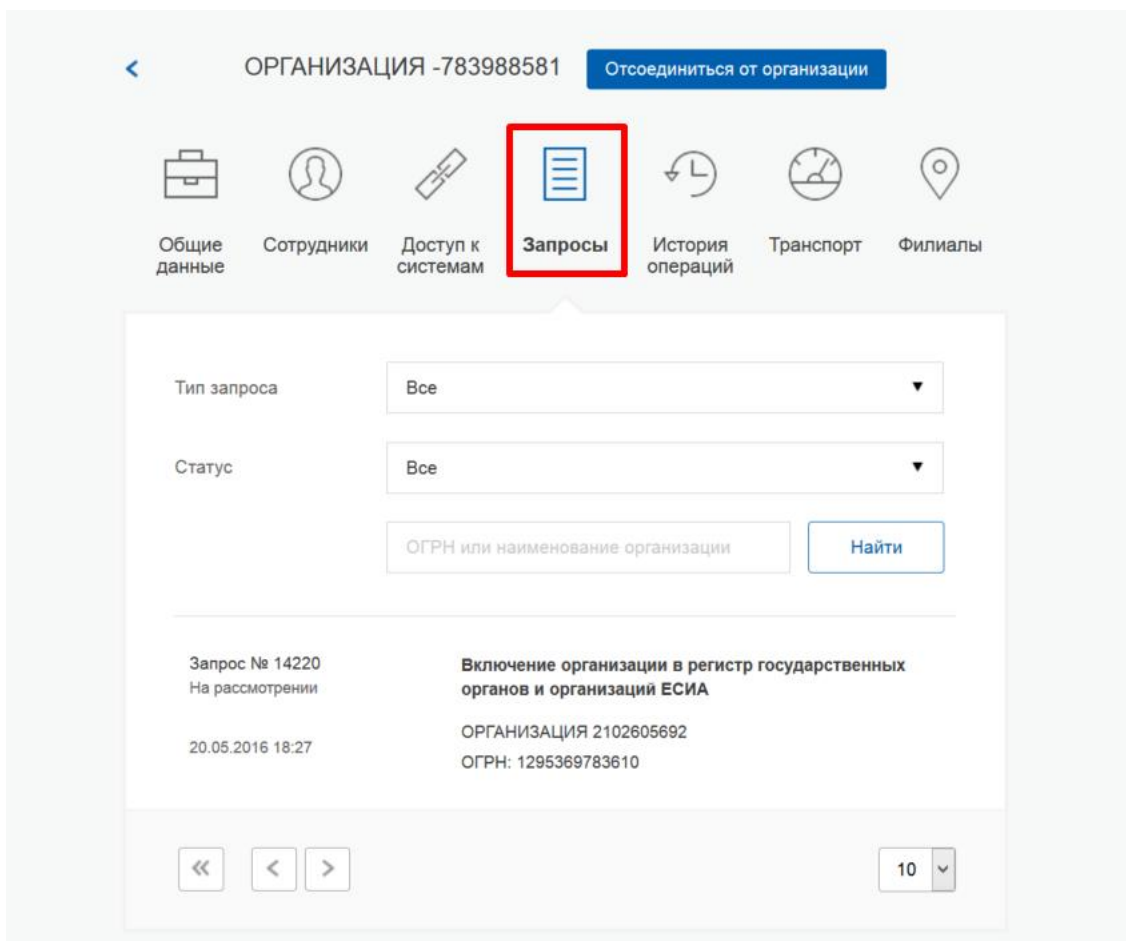 ОРГАНИЗАЦИЯ -783988581 Отсоединиться от организации
Общие данные
Сотрудники
Доступ к системам
Запросы
История операций
Транспорт
Филиалы
Тип запроса Все
Статус Все
ОГРН или наименование организации Найти
Запрос № 14220
На рассмотрении
20.05.2016 18:27
Включение организации в регистр государственных
органов и организаций ЕСИА
ОРГАНИЗАЦИЯ 2102605692
ОГРН: 1295369783610
10